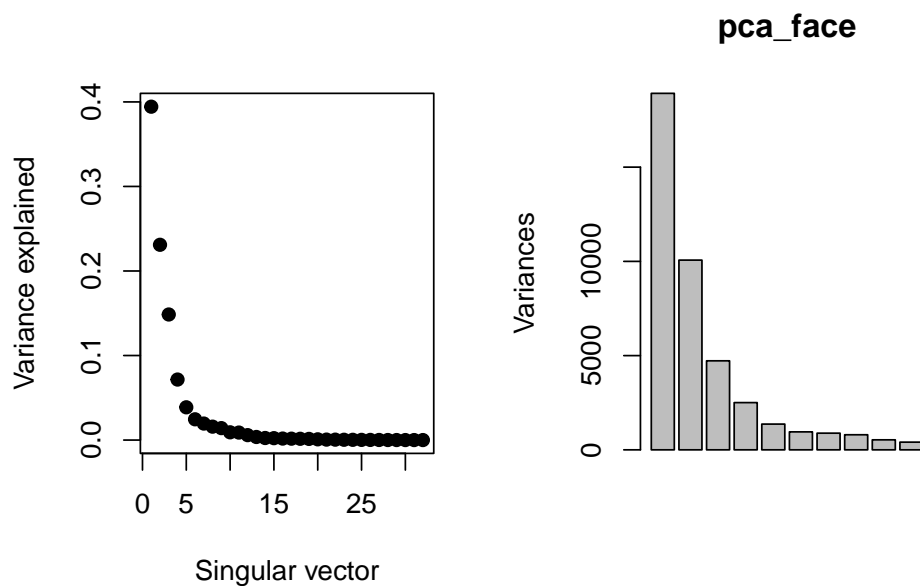 pca_face
Variance explained
0.4
0.3
0.2
0.1
0.0
0 5 15 25
Singular vector
Variances
10000
5000
0